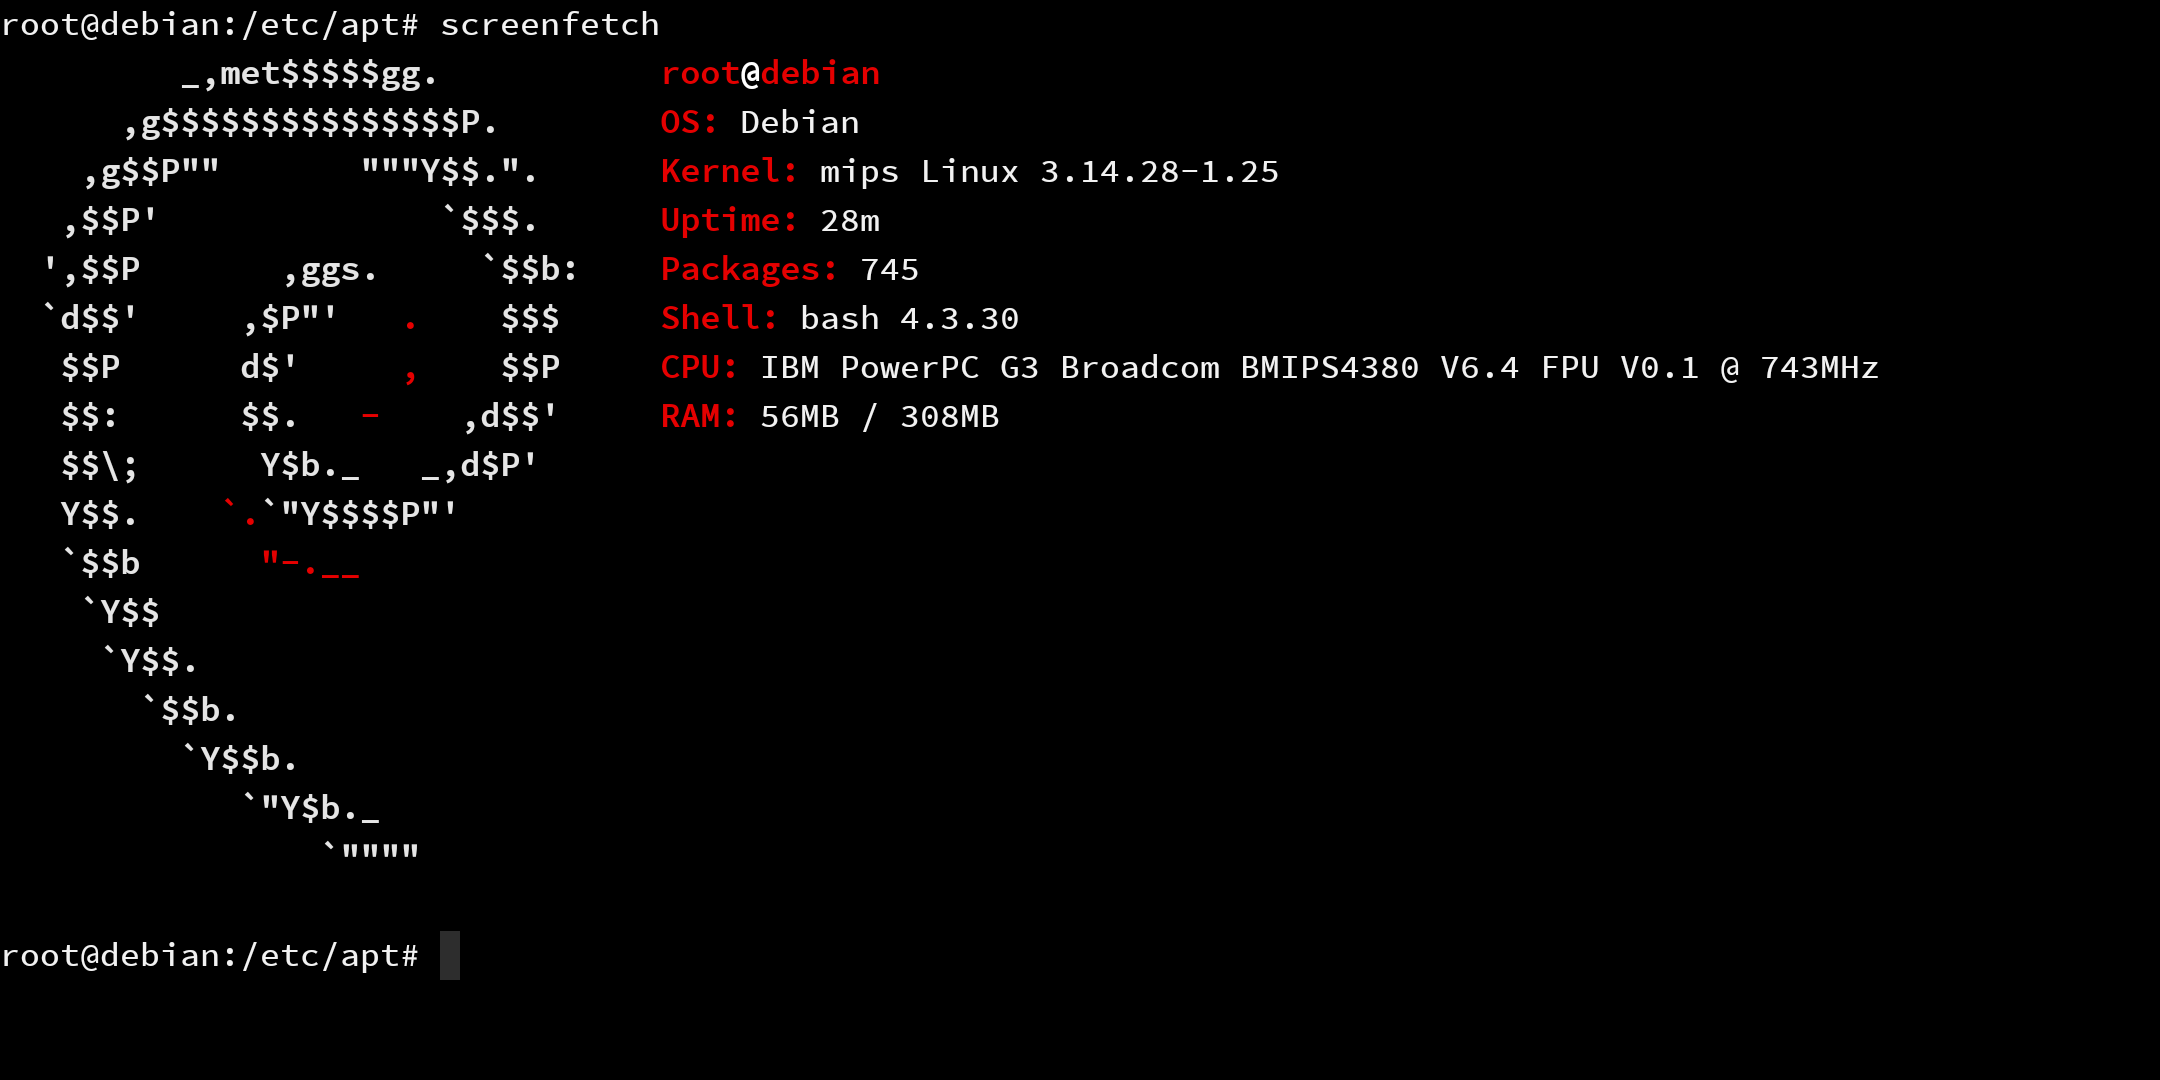 root@debian:/etc/apt# screenfetch
         _,met$$$$$gg.           root@debian
      ,g$$$$$$$$$$$$$$$P.        OS: Debian
    ,g$$P""       """Y$$.".      Kernel: mips Linux 3.14.28-1.25
   ,$$P'              `$$$.      Uptime: 28m
  ',$$P       ,ggs.     `$$b:    Packages: 745
  `d$$'     ,$P"'   .    $$$     Shell: bash 4.3.30
   $$P      d$'     ,    $$P     CPU: IBM PowerPC G3 Broadcom BMIPS4380 V6.4 FPU V0.1 @ 743MHz
   $$:      $$.   -    ,d$$'     RAM: 56MB / 308MB
   $$\;      Y$b._   _,d$P'
   Y$$.    `.`"Y$$$$P"'
   `$$b      "-.__
    `Y$$
     `Y$$.
       `$$b.
         `Y$$b.
            `"Y$b._
                `""""
root@debian:/etc/apt#